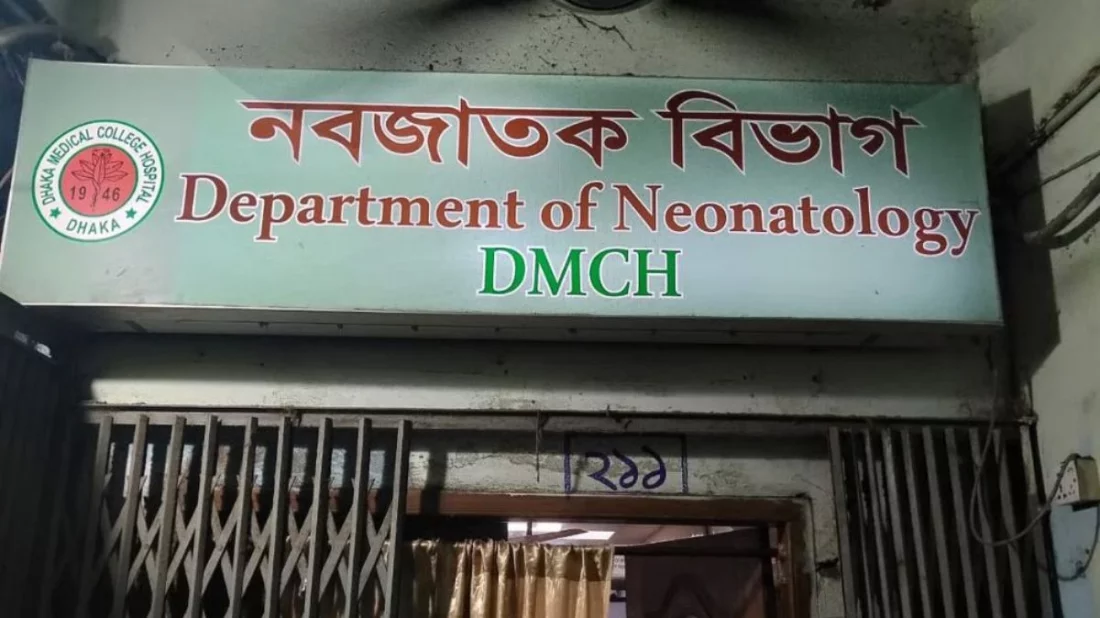 DHAKA MEDICAL COLLEGE HOSPITAL
19 46
DHAKA
নবজাতক বিভাগ
Department of Neonatology
DMCH
২১১